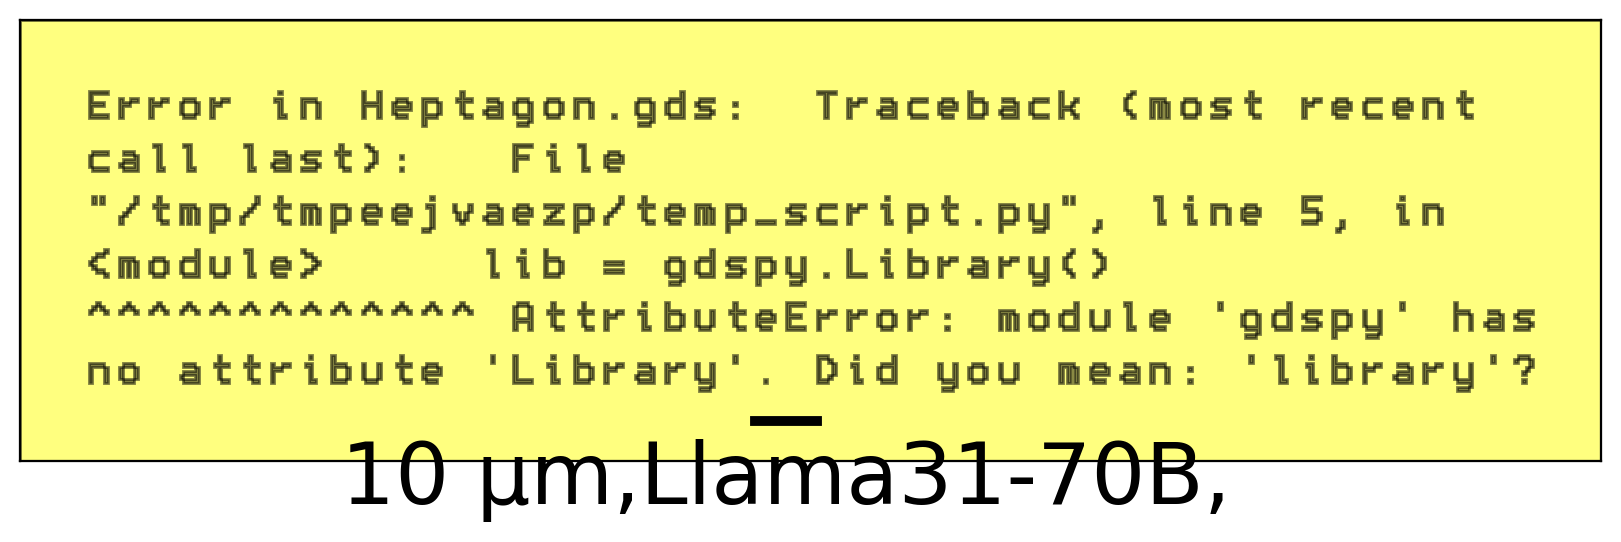 Error in Heptagon.gds:  Traceback (most recent
call last):   File
"/tmp/tmpeejvaezp/temp_script.py", line 5, in
<module>     lib = gdspy.Library()
^^^^^^^^^^^^^ AttributeError: module 'gdspy' has
no attribute 'Library'. Did you mean: 'library'?
10 μm,Llama31-70B,